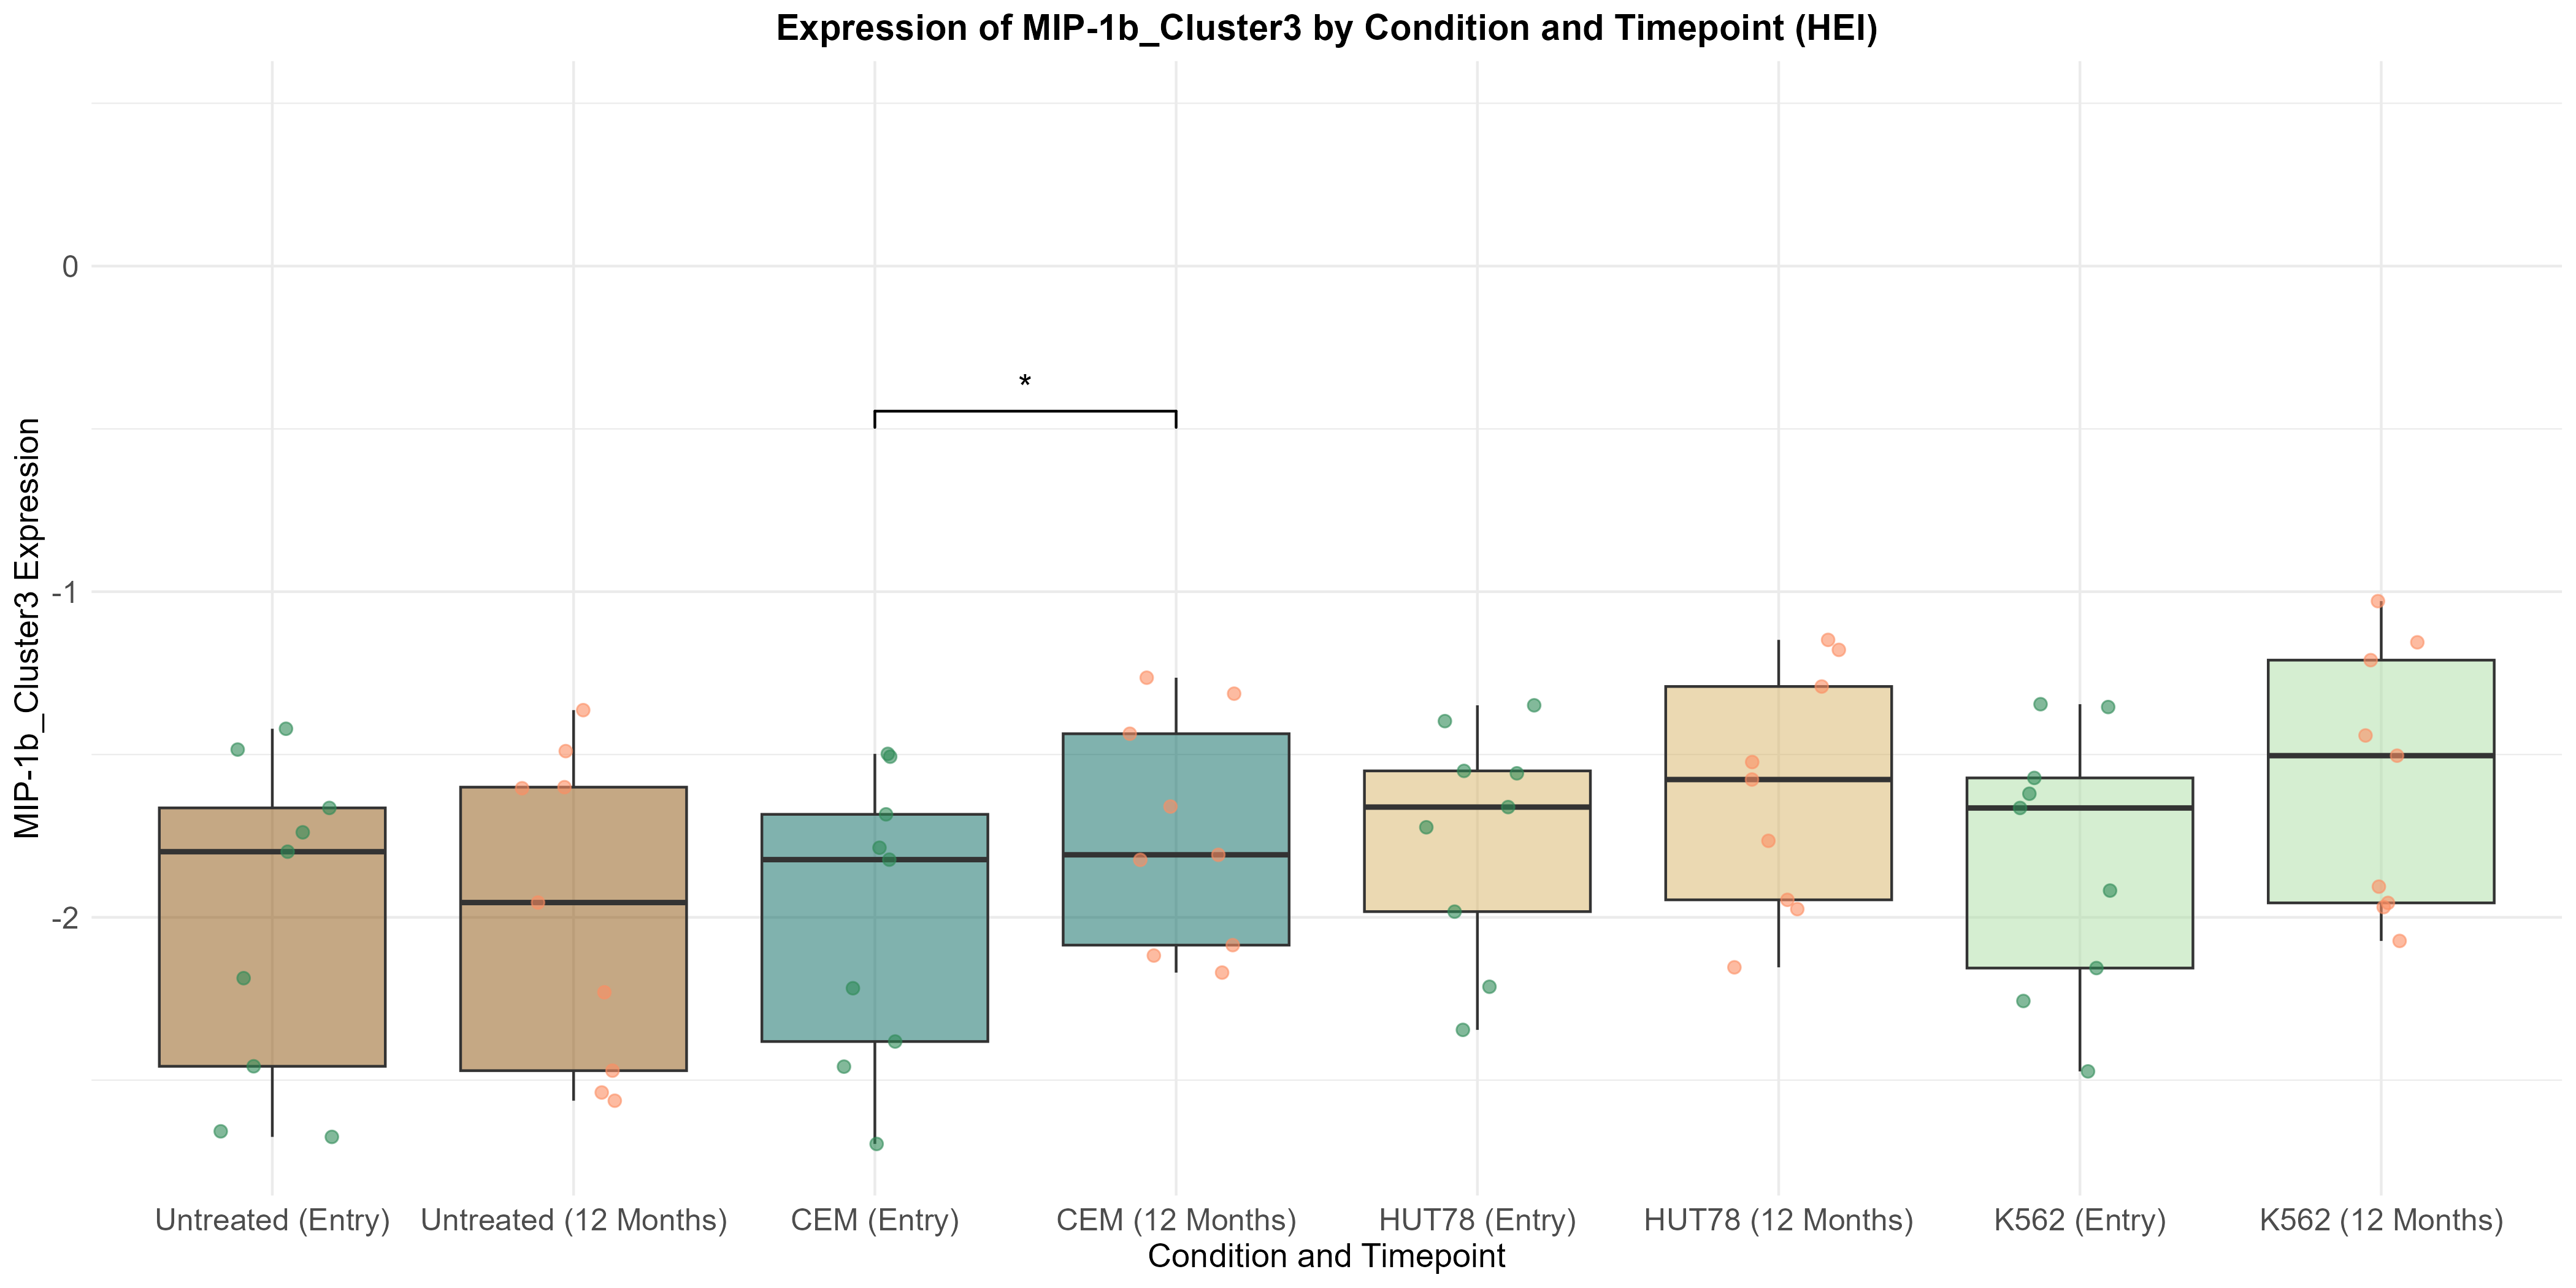 Expression of MIP-1b_Cluster3 by Condition and Timepoint (HEI)
MIP-1b_Cluster3 Expression
0
-1
-2
*
Untreated (Entry)
Untreated (12 Months)
CEM (Entry)
CEM (12 Months)
HUT78 (Entry)
HUT78 (12 Months)
K562 (Entry)
K562 (12 Months)
Condition and Timepoint